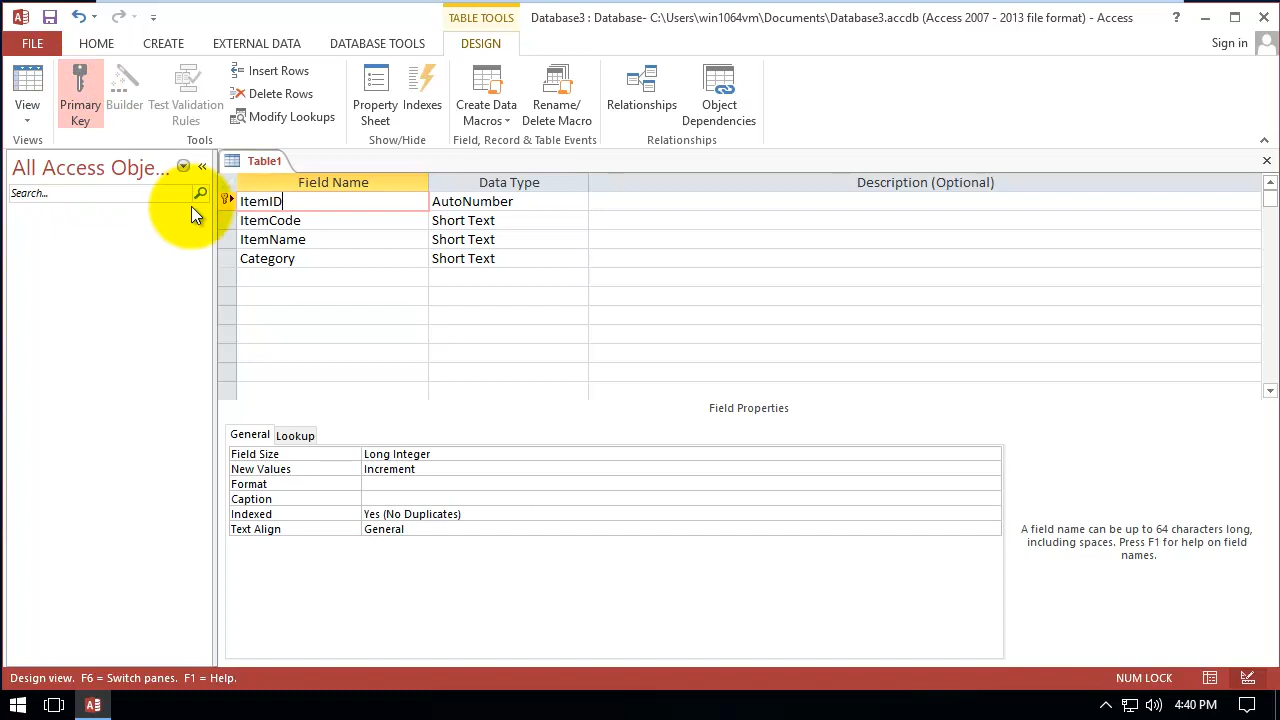 TABLE TOOLS
Database3 : Database- C:\Users\win1064vm\Documents\Database3.accdb (Access 2007 - 2013 file format) - Access
?
FILE HOME CREATE EXTERNAL DATA DATABASE TOOLS DESIGN
Sign in
View
Primary Key
Builder
Test Validation Rules
Insert Rows
Delete Rows
Modify Lookups
Property Sheet
Indexes
Create Data Macros
Rename/ Delete Macro
Relationships
Object Dependencies
Views Tools Show/Hide Field, Record & Table Events Relationships
All Access Obje...
Search...
Table1
Field Name Data Type Description (Optional)
ItemID AutoNumber
ItemCode Short Text
ItemName Short Text
Category Short Text
Field Properties
General Lookup
Field Size Long Integer
New Values Increment
Format
Caption
Indexed Yes (No Duplicates)
Text Align General
A field name can be up to 64 characters long,
including spaces. Press F1 for help on field
names.
Design view. F6 = Switch panes. F1 = Help.
NUM LOCK
4:40 PM